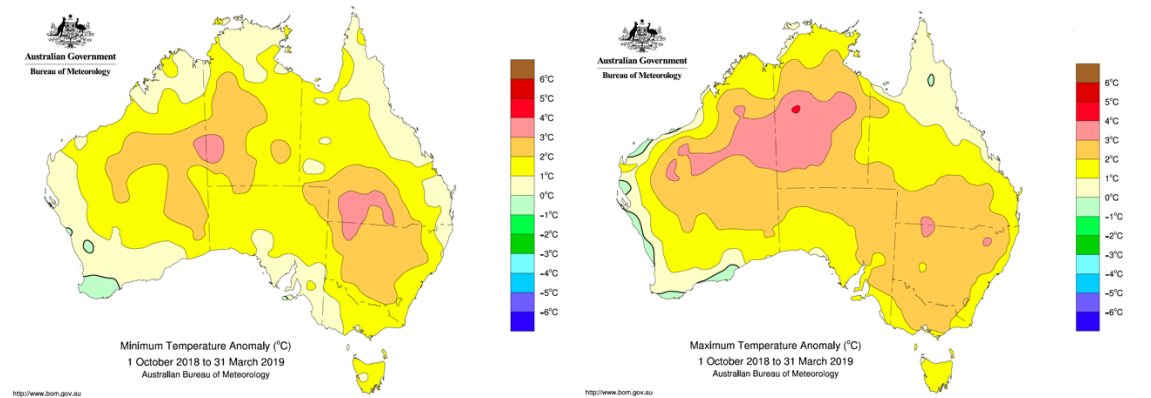 Australian Government
Bureau of Meteorology
6°C
5°C
4°C
3°C
2°C
1°C
0°C
-1°C
-2°C
-3°C
-4°C
-5°C
-6°C
Minimum Temperature Anomaly (°C)
1 October 2018 to 31 March 2019
Australian Bureau of Meteorology
http://www.bom.gov.au
Australian Government
Bureau of Meteorology
6°C
5°C
4°C
3°C
2°C
1°C
0°C
-1°C
-2°C
-3°C
-4°C
-5°C
-6°C
Maximum Temperature Anomaly (°C)
1 October 2018 to 31 March 2019
Australian Bureau of Meteorology
http://www.bom.gov.au